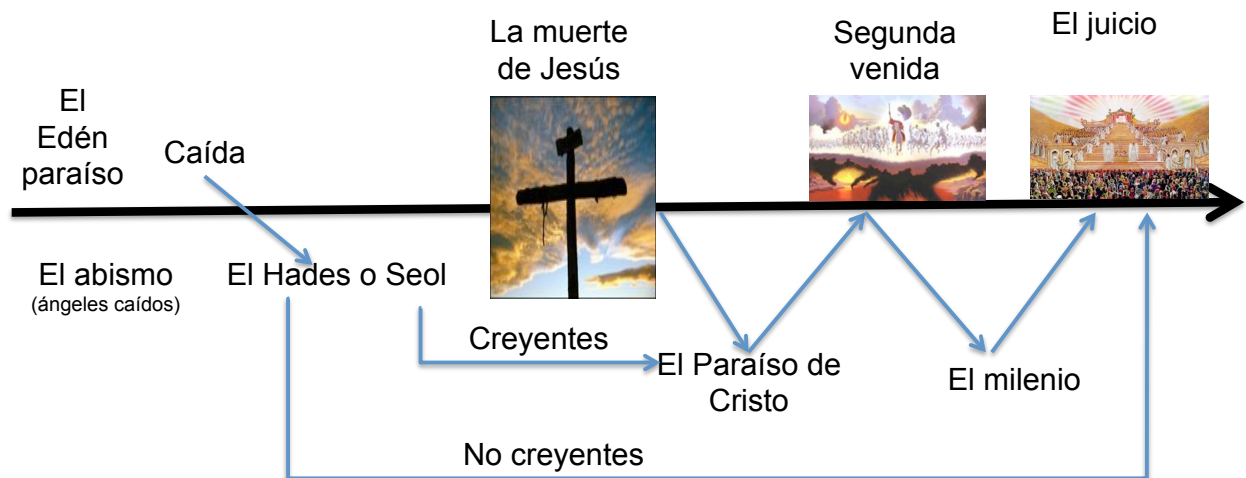 La muerte
de Jesús
Segunda
venida
El juicio
El
Edén
paraíso
Caída
El abismo
(ángeles caídos)
El Hades o Seol
Creyentes
El Paraíso de
Cristo
El milenio
No creyentes